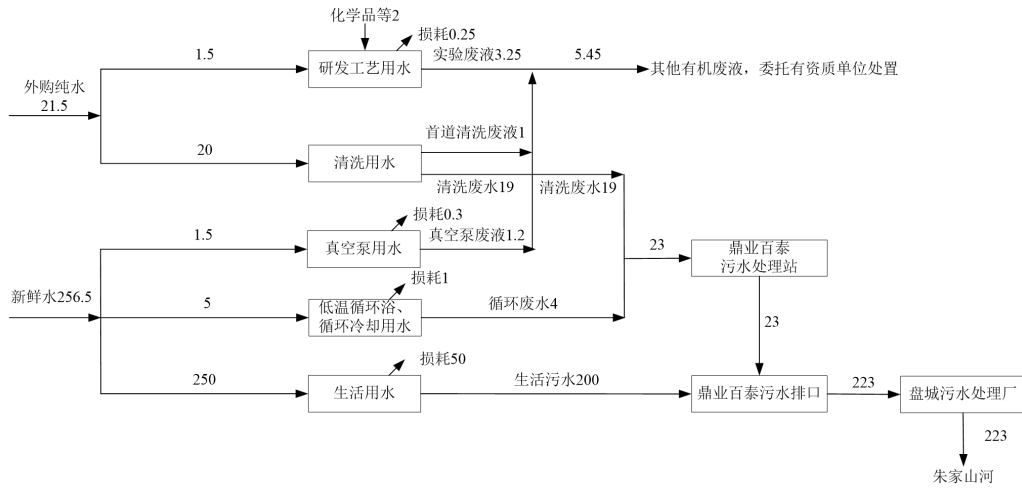 化学品等2
损耗0.25
1.5
研发工艺用水
实验废液3.25
5.45
其他有机废液，委托有资质单位处置
外购纯水
21.5
首道清洗废液1
20
清洗用水
清洗废水19
清洗废水19
损耗0.3
1.5
真空泵用水
真空泵废液1.2
23
鼎业百泰
污水处理站
损耗1
新鲜水256.5
5
低温循环浴、
循环冷却用水
循环废水4
23
损耗50
250
生活用水
生活污水200
鼎业百泰污水排口
223
盘城污水处理厂
223
朱家山河